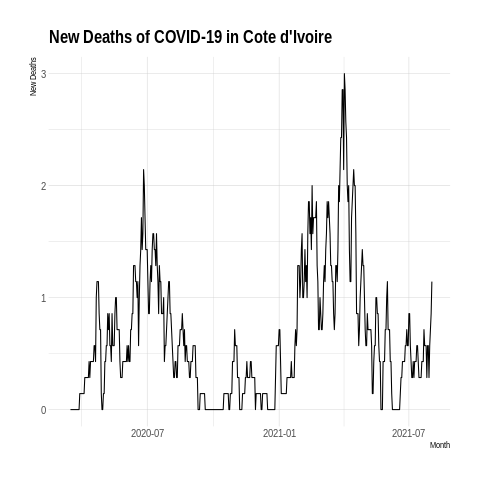 New Deaths of COVID-19 in Cote d'Ivoire
New Deaths
3
2
1
0
2020-07
2021-01
2021-07
Month